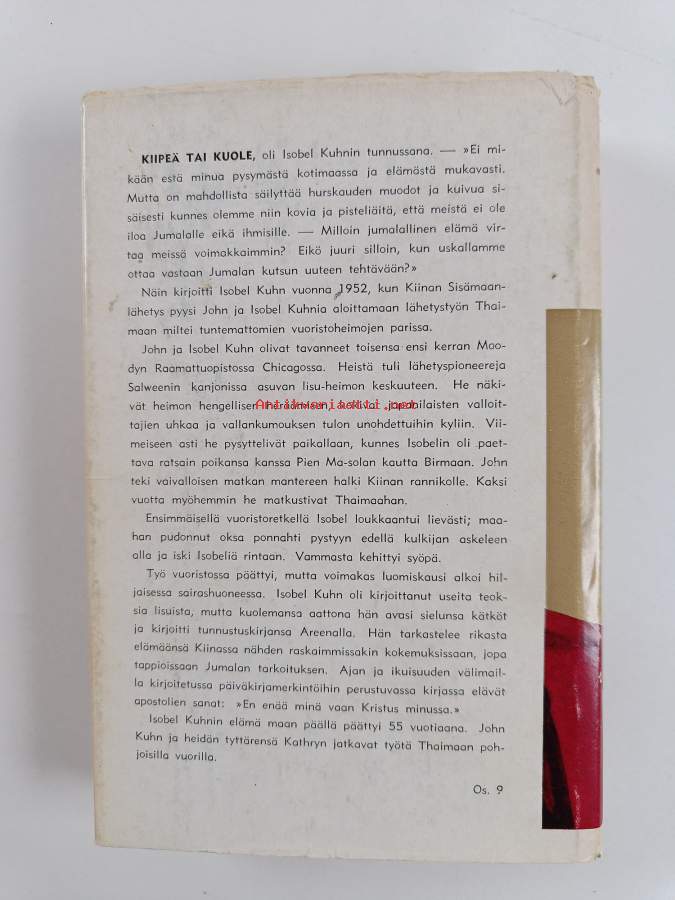 KIIPEÄ TAI KUOLE, oli Isobel Kuhnin tunnussana. — »Ei mi-
kään estä minua pysymästä kotimaassa ja elämästä mukavasti.
Mutta on mahdollista säilyttää hurskauden muodot ja kuivua si-
säisesti kunnes olemme niin kovia ja pisteliäitä, että meistä ei ole
iloa Jumalalle eikä ihmisille. — Milloin jumalallinen elämä vir-
taa meissä voimakkaimmin? Eikö juuri silloin, kun uskallamme
ottaa vastaan Jumalan kutsun uuteen tehtävään?»
Näin kirjoitti Isobel Kuhn vuonna 1952, kun Kiinan Sisämaan-
lähetys pyysi John ja Isobel Kuhnia aloittamaan lähetystyön Thai-
maan miltei tuntemattomien vuoristoheimojen parissa.
John ja Isobel Kuhn olivat tavanneet toisensa ensi kerran Moo-
dyn Raamattuopistossa Chicagossa. Heistä tuli lähetyspioneereja
Salweenin kanjonissa asuvan lisu-heimon keskuuteen. He näki-
vät heimon hengellisen heräämisen, kokivat japanilaisten valloit-
Antikvariaatti.net
tajien uhkaa ja vallankumouksen tulon unohdettuihin kyliin. Vii-
meiseen asti he pysyttelivät paikallaan, kunnes Isobelin oli paet-
tava ratsain poikansa kanssa Pien Ma-solan kautta Birmaan. John
teki vaivalloisen matkan mantereen halki Kiinan rannikolle. Kaksi
vuotta myöhemmin he matkustivat Thaimaahan.
Ensimmäisellä vuoristoretkellä Isobel loukkaantui lievästi; maa-
han pudonnut oksa ponnahti pystyyn edellä kulkijan askeleen
alla ja iski Isobeliä rintaan. Vammasta kehittyi syöpä.
Työ vuoristossa päättyi, mutta voimakas luomiskausi alkoi hil-
jaisessa sairashuoneessa. Isobel Kuhn oli kirjoittanut useita teok-
sia lisuista, mutta kuolemansa aattona hän avasi sielunsa kätköt
ja kirjoitti tunnustuskirjansa Areenalla. Hän tarkastelee rikasta
elämäänsä Kiinassa nähden raskaimmissakin kokemuksissaan, jopa
tappioissaan Jumalan tarkoituksen. Ajan ja ikuisuuden välimail-
la kirjoitetussa päiväkirjamerkintöihin perustuvassa kirjassa elävät
apostolien sanat: »En enää minä vaan Kristus minussa.»
Isobel Kuhnin elämä maan päällä päättyi 55 vuotiaana. John
Kuhn ja heidän tyttärensä Kathryn jatkavat työtä Thaimaan poh-
joisilla vuorilla.
Os. 9